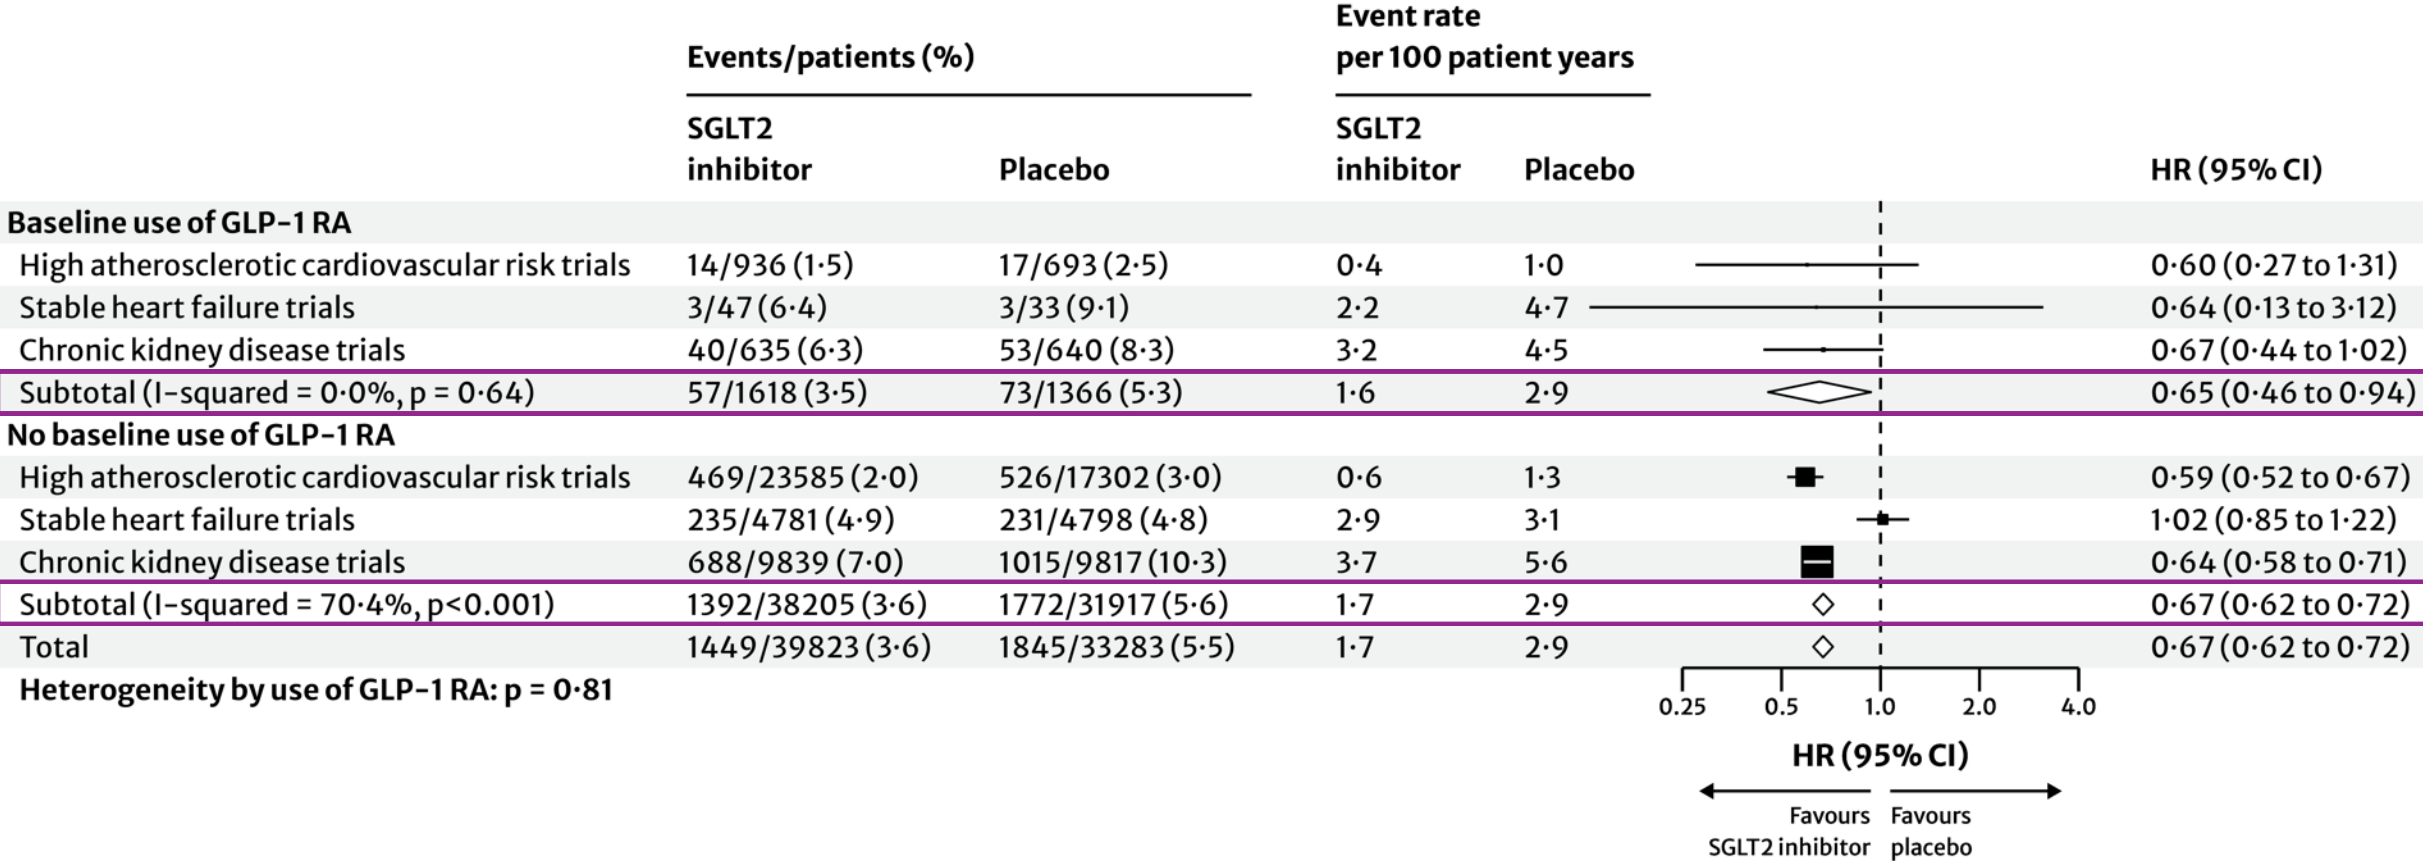 Event rate
Events/patients (%) per 100 patient years
SGLT2 SGLT2
inhibitor Placebo inhibitor Placebo HR (95% CI)
Baseline use of GLP-1 RA
High atherosclerotic cardiovascular risk trials 14/936 (1·5) 17/693 (2·5) 0·4 1·0 0·60 (0·27 to 1·31)
Stable heart failure trials 3/47 (6·4) 3/33 (9·1) 2·2 4·7 0·64 (0·13 to 3·12)
Chronic kidney disease trials 40/635 (6·3) 53/640 (8·3) 3·2 4·5 0·67 (0·44 to 1·02)
Subtotal (I-squared = 0·0%, p = 0·64) 57/1618 (3·5) 73/1366 (5·3) 1·6 2·9 0·65 (0·46 to 0·94)
No baseline use of GLP-1 RA
High atherosclerotic cardiovascular risk trials 469/23585 (2·0) 526/17302 (3·0) 0·6 1·3 0·59 (0·52 to 0·67)
Stable heart failure trials 235/4781 (4·9) 231/4798 (4·8) 2·9 3·1 1·02 (0·85 to 1·22)
Chronic kidney disease trials 688/9839 (7·0) 1015/9817 (10·3) 3·7 5·6 0·64 (0·58 to 0·71)
Subtotal (I-squared = 70·4%, p<0.001) 1392/38205 (3·6) 1772/31917 (5·6) 1·7 2·9 0·67 (0·62 to 0·72)
Total 1449/39823 (3·6) 1845/33283 (5·5) 1·7 2·9 0·67 (0·62 to 0·72)
Heterogeneity by use of GLP-1 RA: p = 0·81
0.25 0.5 1.0 2.0 4.0
HR (95% CI)
Favours Favours
SGLT2 inhibitor placebo